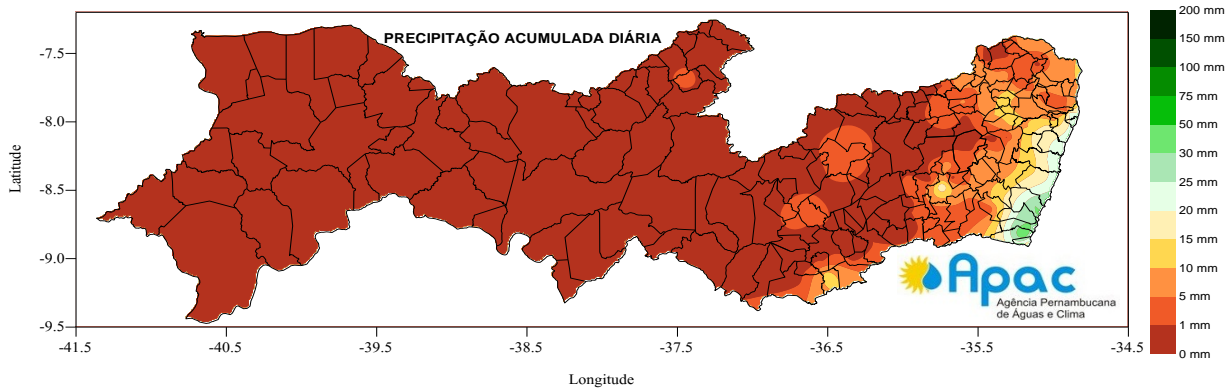 PRECIPITAÇÃO ACUMULADA DIÁRIA
Latitude
-7.5
-8.0
-8.5
-9.0
-9.5
-41.5
-40.5
-39.5
-38.5
-37.5
-36.5
-35.5
-34.5
Longitude
Apac
Agência Pernambucana
de Águas e Clima
200 mm
150 mm
100 mm
75 mm
50 mm
30 mm
25 mm
20 mm
15 mm
10 mm
5 mm
1 mm
0 mm